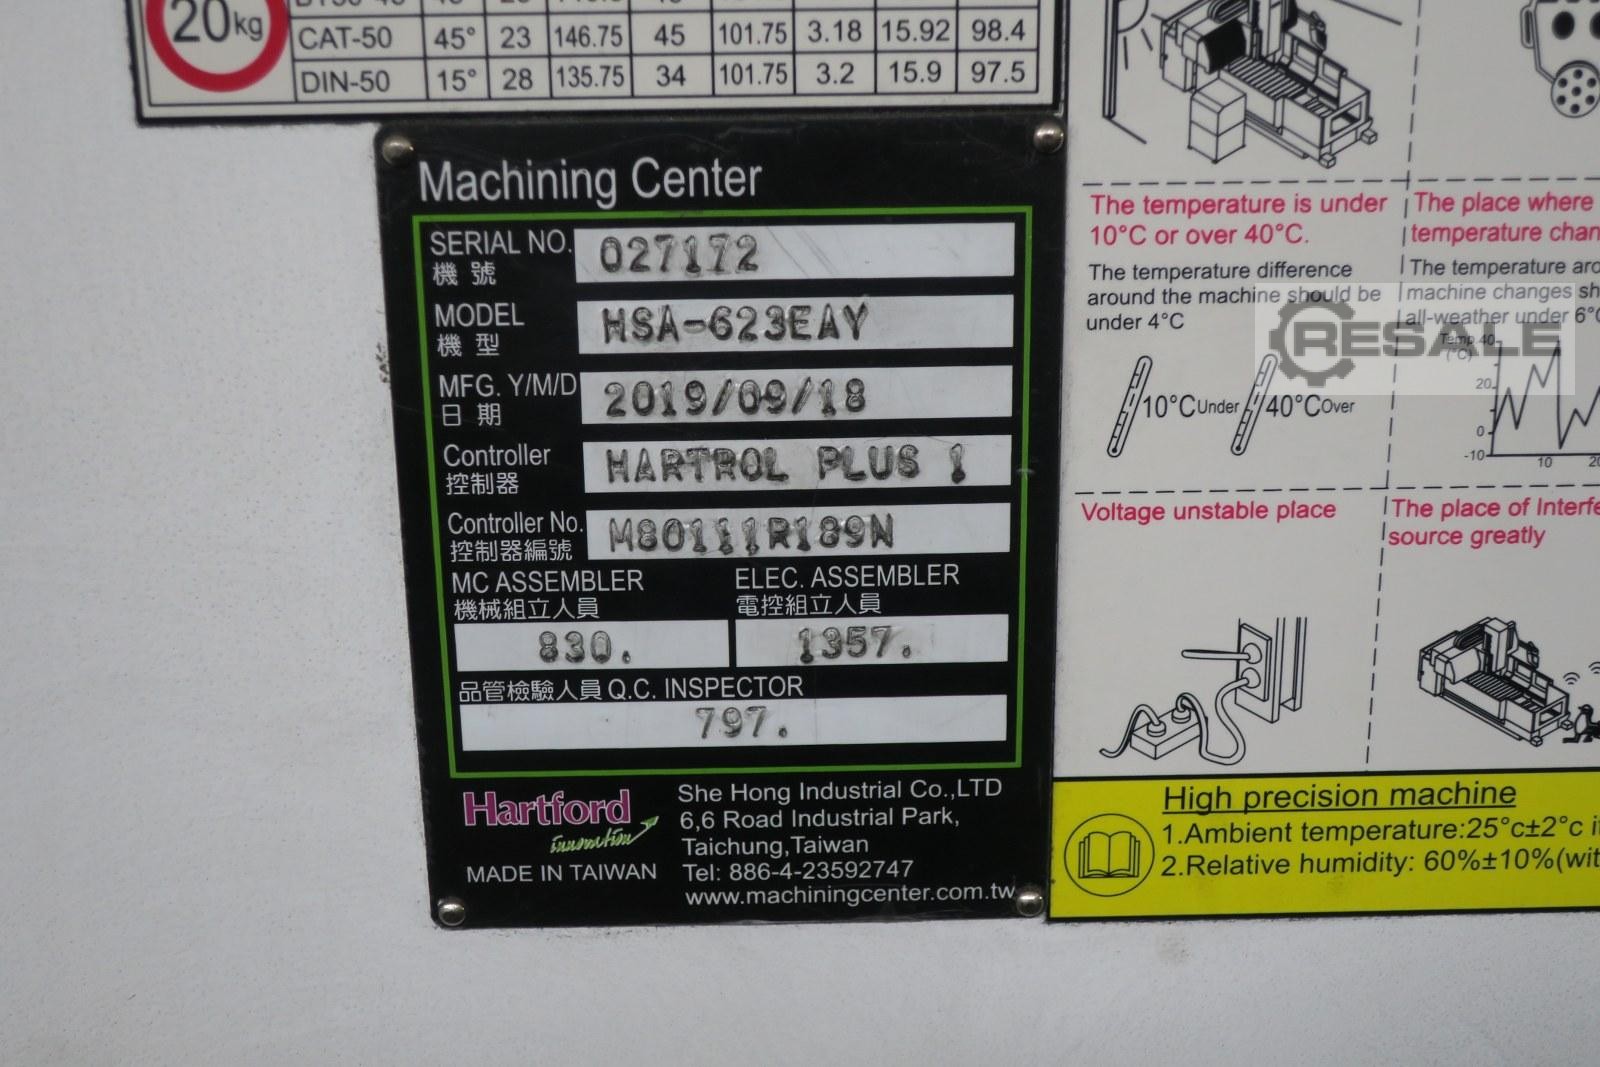 20kg
CAT-50 45° 23 146.75 45 101.75 3.18 15.92 98.4
DIN-50 15° 28 135.75 34 101.75 3.2 15.9 97.5
Machining Center
SERIAL NO. 027172
機 號
MODEL HSA-623EAY
機 型
MFG. Y/M/D 2019/09/18
日 期
Controller HARTROL PLUS !
控制器
Controller No. M80111R189N
控制器編號
MC ASSEMBLER
機械組立人員
830.
ELEC. ASSEMBLER
電控組立人員
1357.
品管檢驗人員 Q.C. INSPECTOR
797.
Hartford
innovation
MADE IN TAIWAN
She Hong Industrial Co.,LTD
6,6 Road Industrial Park,
Taichung,Taiwan
Tel: 886-4-23592747
www.machiningcenter.com.tw
The temperature is under
10°C or over 40°C.
The temperature difference
around the machine should be
under 4°C
10°C Under 40°C Over
The place where
temperature
The temperature
machine changes
all-weather under 6°
RESALE
Temp 40
(°C)
20
0
-10
10
Voltage unstable place
The place of
source greatly
High precision machine
1.Ambient temperature:25°c±2°c
2.Relative humidity: 60%±10%